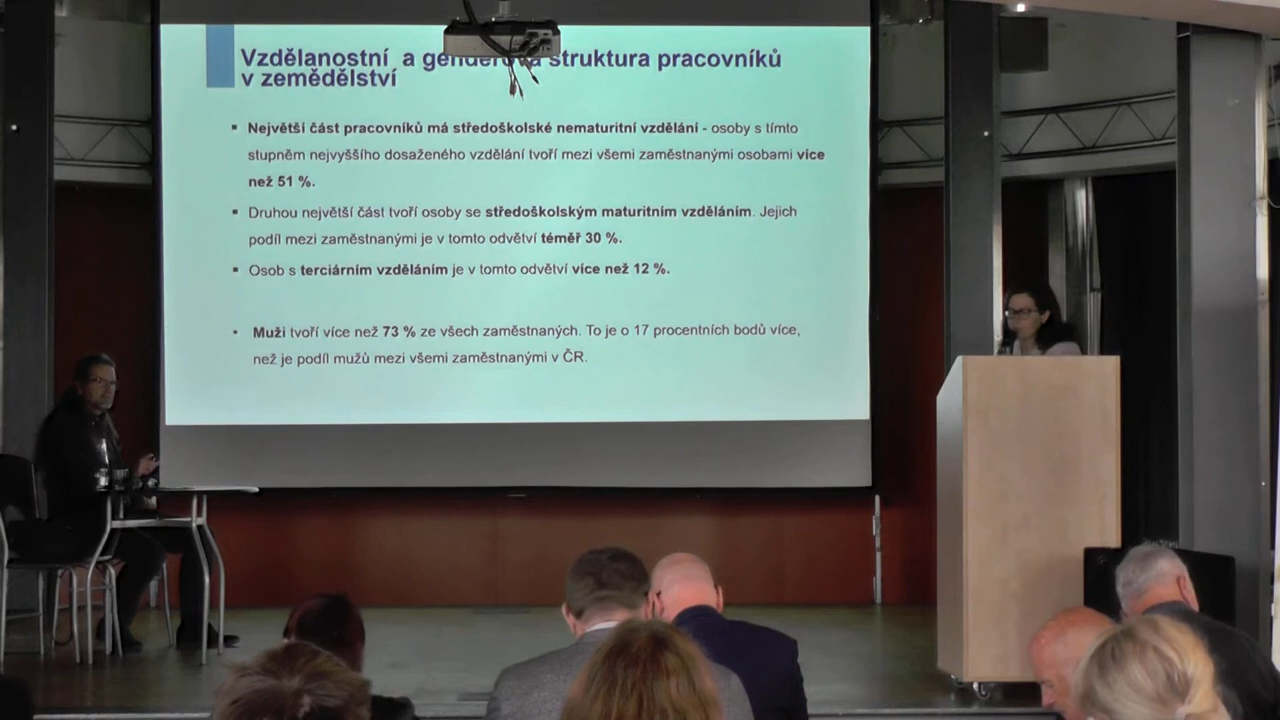 Vzdělanostní a genderová struktura pracovníků
v zemědělství
▪ Největší část pracovníků má středoškolské nematuritní vzdělání - osoby s tímto
stupněm nejvyššího dosaženého vzdělání tvoří mezi všemi zaměstnanými osobami více
než 51 %.
▪ Druhou největší část tvoří osoby se středoškolským maturitním vzděláním. Jejich
podíl mezi zaměstnanými je v tomto odvětví téměř 30 %.
▪ Osob s terciárním vzděláním je v tomto odvětví více než 12 %.
• Muži tvoří více než 73 % ze všech zaměstnaných. To je o 17 procentních bodů více,
než je podíl mužů mezi všemi zaměstnanými v ČR.